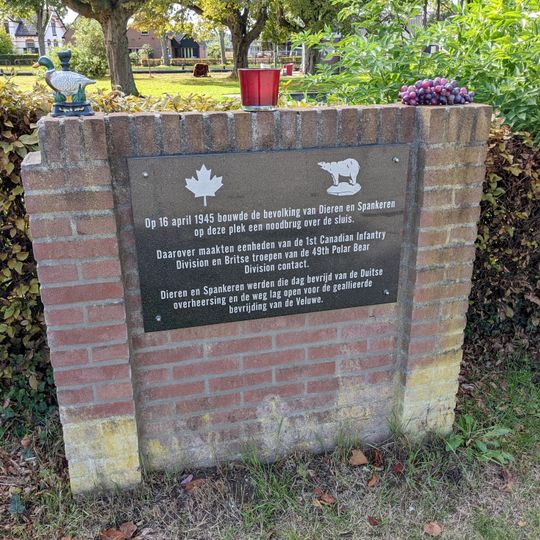 Op 16 april 1945 bouwde de bevolking van Dieren en Spankeren
op deze plek een noodbrug over de sluis.
Daarover maakten eenheden van de 1st Canadian Infantry
Division en Britse troepen van de 49th Polar Bear
Division contact.
Dieren en Spankeren werden die dag bevrijd van de Duitse
overheersing en de weg lag open voor de geallieerde
bevrijding van de Veluwe.